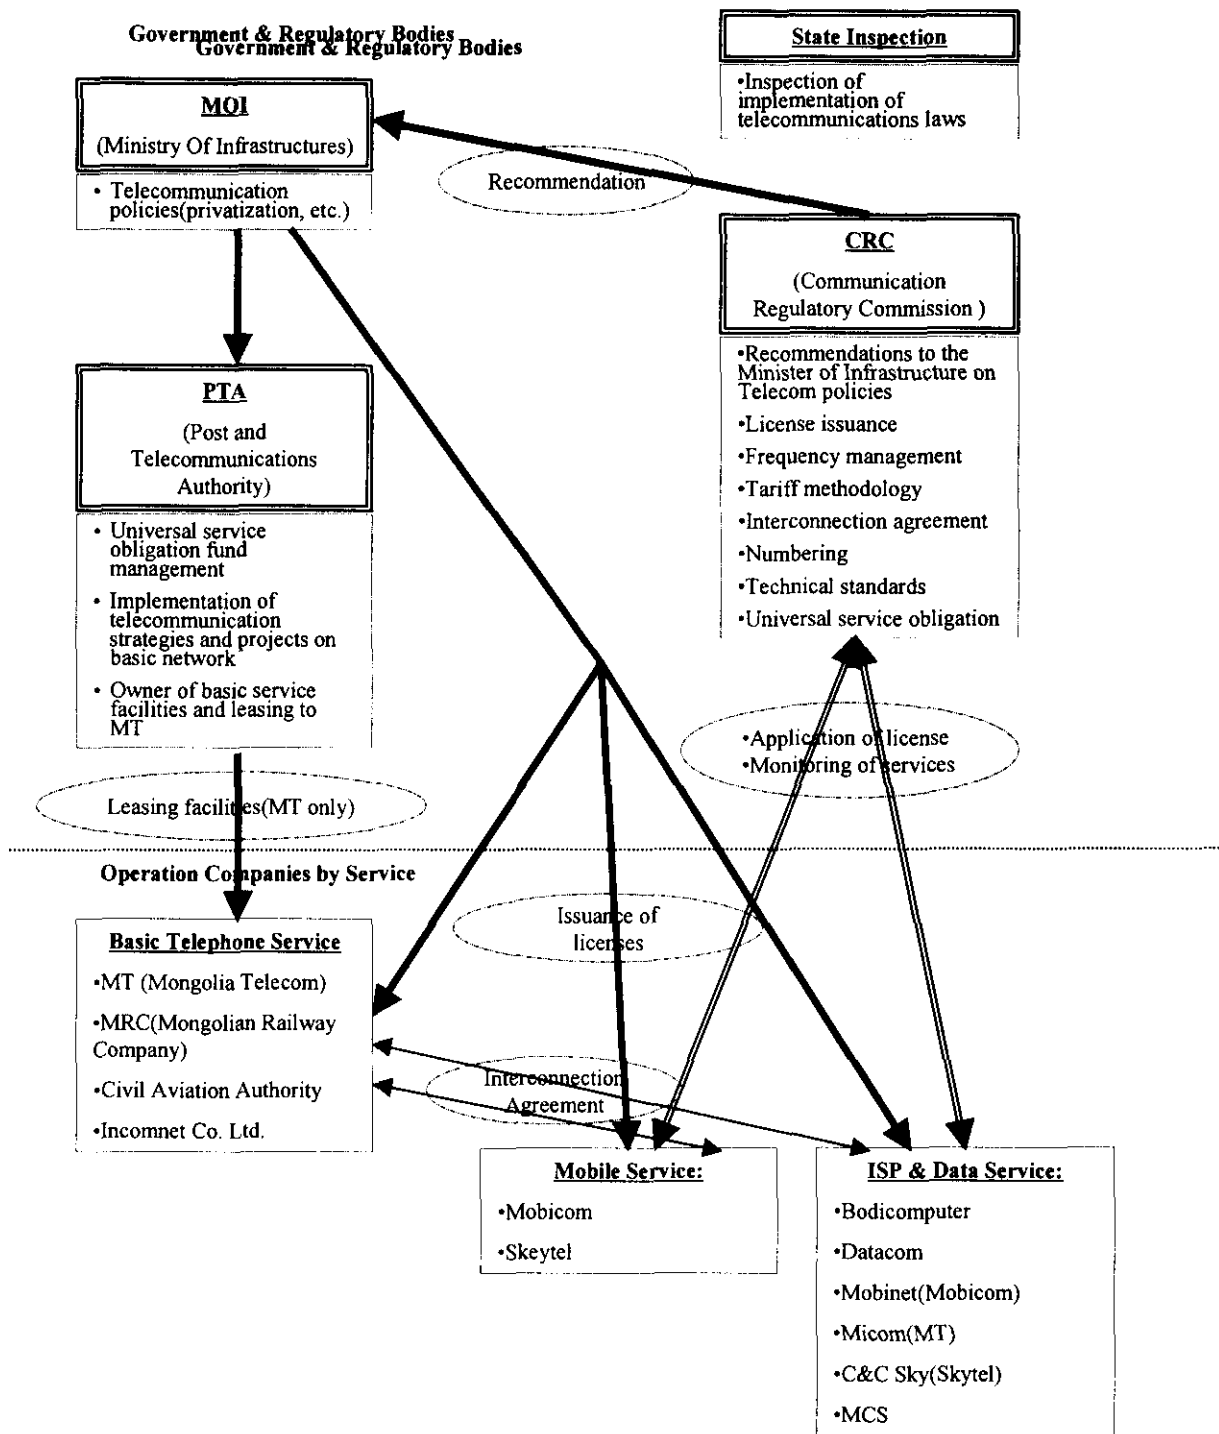 Government & Regulatory Bodies
Government & Regulatory Bodies
State Inspection
•Inspection of
implementation of
telecommunications laws
MOI
(Ministry Of Infrastructures)
• Telecommunication
policies(privatization, etc.)
Recommendation
CRC
(Communication
Regulatory Commission )
•Recommendations to the
Minister of Infrastructure on
Telecom policies
•License issuance
•Frequency management
•Tariff methodology
•Interconnection agreement
•Numbering
•Technical standards
•Universal service obligation
PTA
(Post and
Telecommunications
Authority)
• Universal service
obligation fund
management
• Implementation of
telecommunication
strategies and projects on
basic network
• Owner of basic service
facilities and leasing to
MT
•Application of license
•Monitoring of services
Leasing facilities(MT only)
Operation Companies by Service
Issuance of
licenses
Basic Telephone Service
•MT (Mongolia Telecom)
•MRC(Mongolian Railway
Company)
•Civil Aviation Authority
•Incomnet Co. Ltd.
Interconnection
Agreement
Mobile Service:
•Mobicom
•Skeytel
ISP & Data Service:
•Bodicomputer
•Datacom
•Mobinet(Mobicom)
•Micom(MT)
•C&C Sky(Skytel)
•MCS